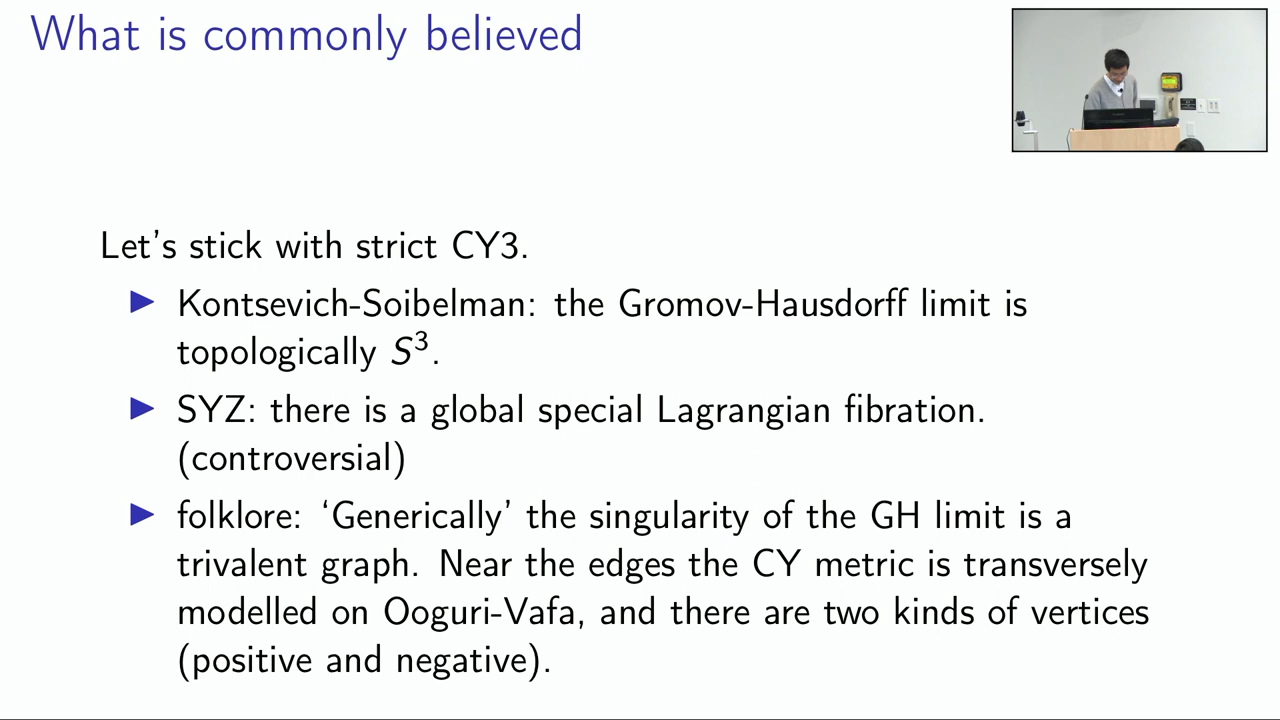 What is commonly believed
Let's stick with strict CY3.
▶ Kontsevich-Soibelman: the Gromov-Hausdorff limit is
topologically S³.
▶ SYZ: there is a global special Lagrangian fibration.
(controversial)
▶ folklore: ‘Generically’ the singularity of the GH limit is a
trivalent graph. Near the edges the CY metric is transversely
modelled on Ooguri-Vafa, and there are two kinds of vertices
(positive and negative).